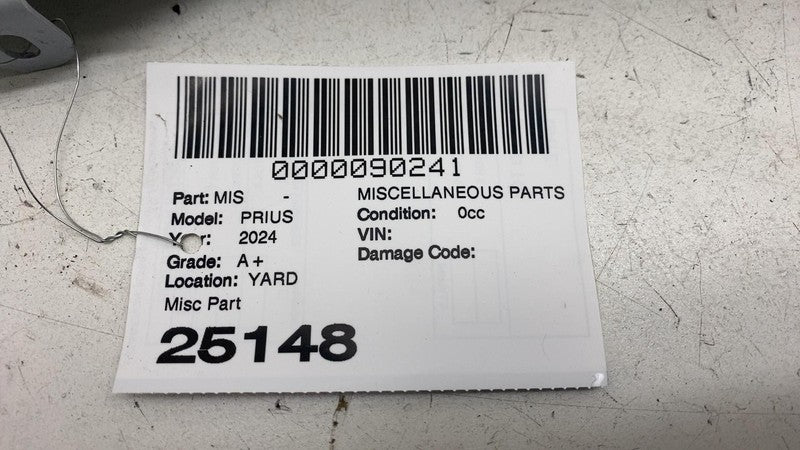 0000090241
Part: MIS - MISCELLANEOUS PARTS
Model: PRIUS Condition: 0cc
Year: 2024 VIN:
Grade: A+ Damage Code:
Location: YARD
Misc Part
25148